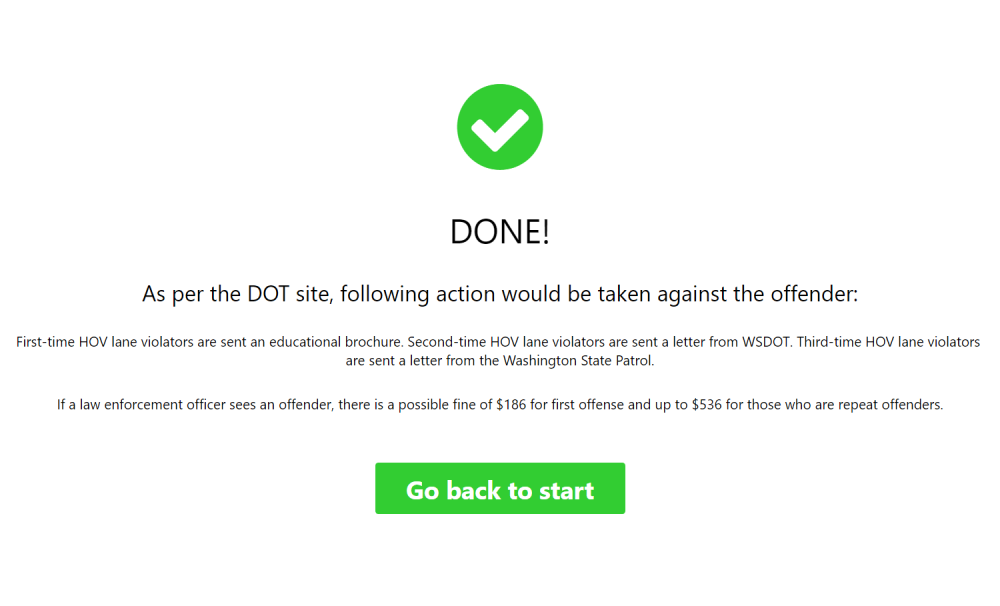 DONE!
As per the DOT site, following action would be taken against the offender:
First-time HOV lane violators are sent an educational brochure. Second-time HOV lane violators are sent a letter from WSDOT. Third-time HOV lane violators
are sent a letter from the Washington State Patrol.
If a law enforcement officer sees an offender, there is a possible fine of $186 for first offense and up to $536 for those who are repeat offenders.
Go back to start